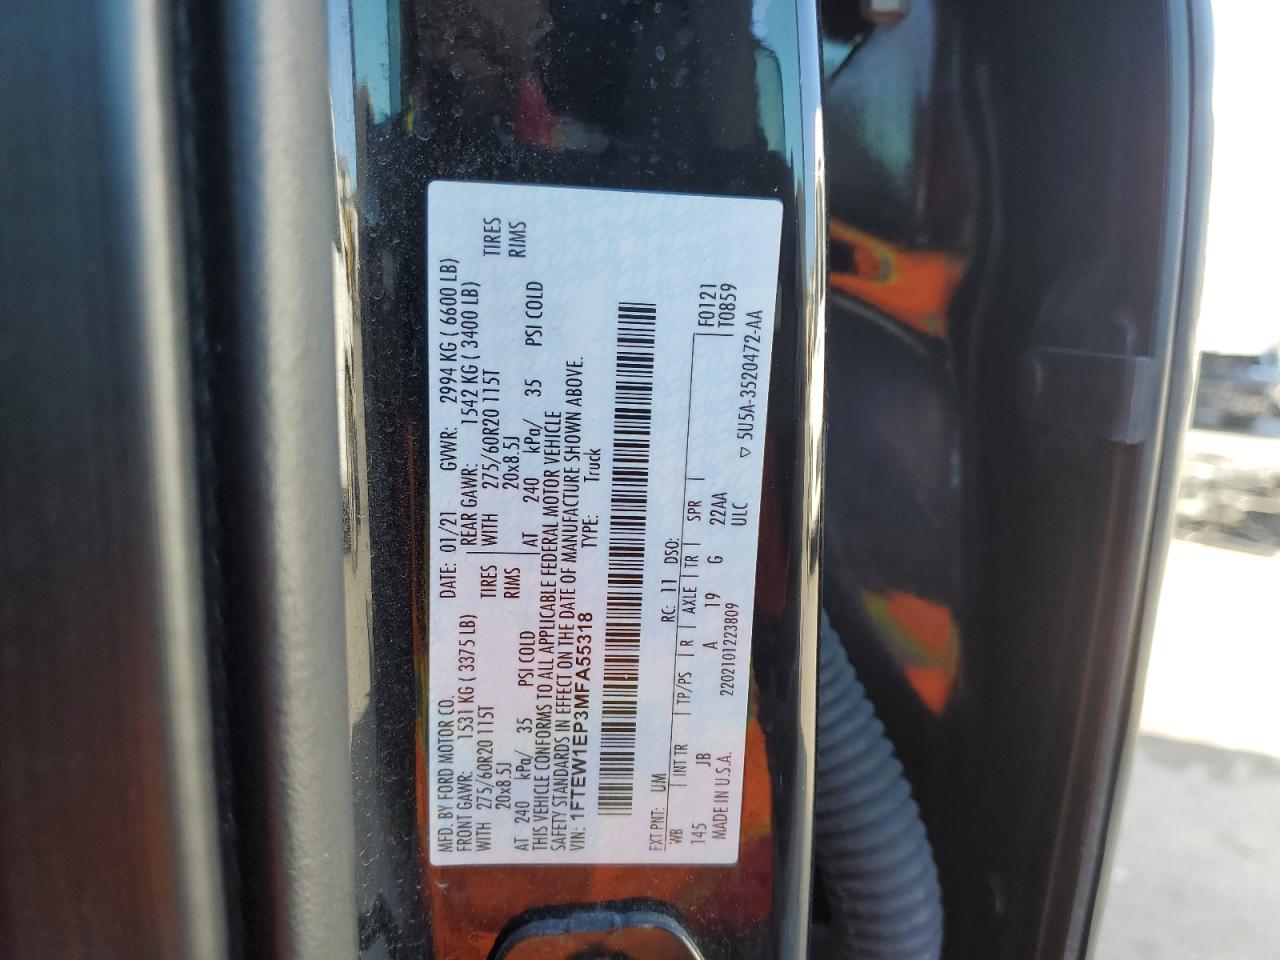 MFD. BY FORD MOTOR CO.
DATE: 01/21 GVWR: 2994 KG ( 6600 LB)
FRONT GAWR: 1531 KG ( 3375 LB) REAR GAWR: 1542 KG ( 3400 LB)
WITH 275/60R20 115T TIRES WITH 275/60R20 115T TIRES
20x8.5J RIMS 20x8.5J RIMS
AT 240 kPa/ 35 PSI COLD AT 240 kPa/ 35 PSI COLD
THIS VEHICLE CONFORMS TO ALL APPLICABLE FEDERAL MOTOR VEHICLE
SAFETY STANDARDS IN EFFECT ON THE DATE OF MANUFACTURE SHOWN ABOVE.
VIN: 1FTEW1EP3MFA55318 TYPE: Truck
EXT PNT: UM RC: 11 DSO:
WB INT TR TP/PS R AXLE TR SPR F0121
145 JB A 19 G 22AA T0859
MADE IN U.S.A. 2202101223809 ULC
▽ 5U5A-3520472-AA